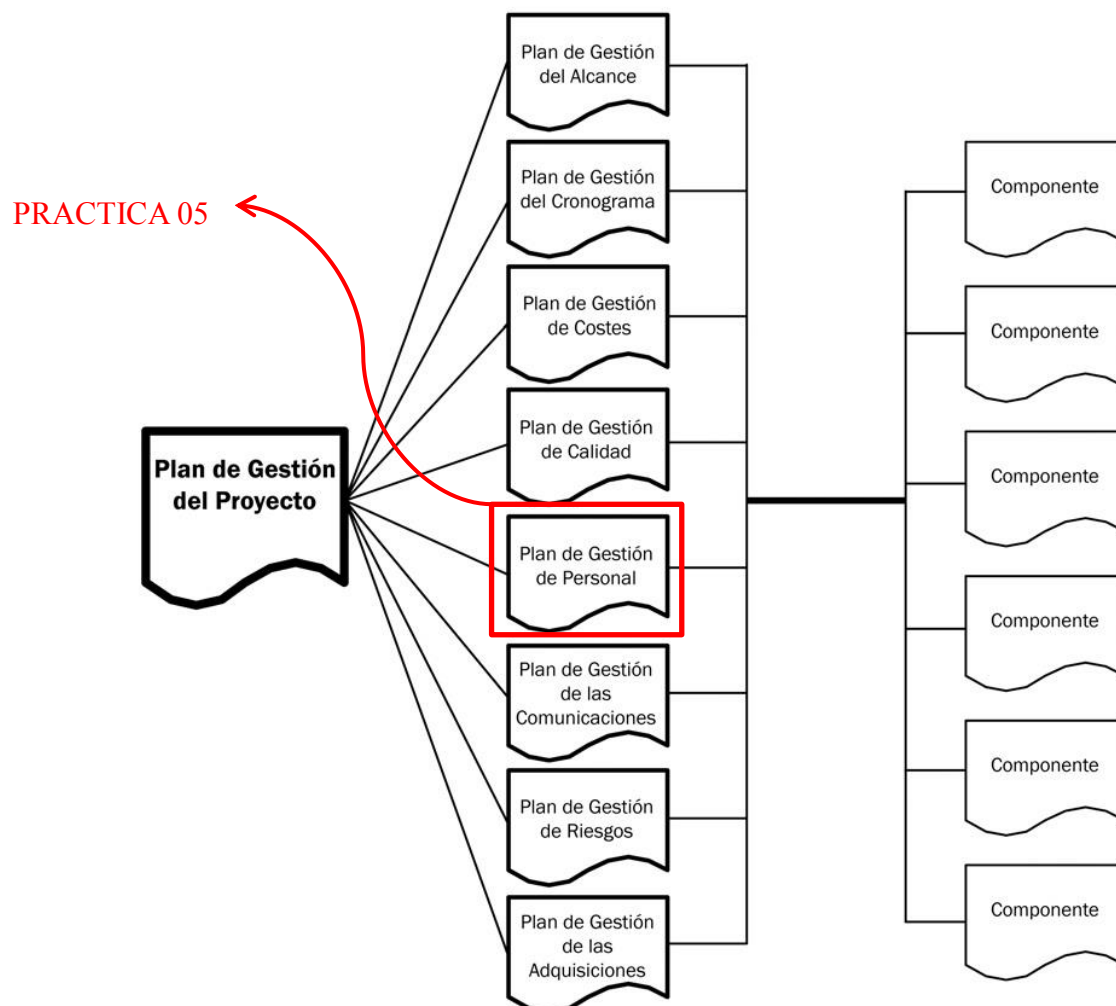 PRACTICA 05
Plan de Gestión
del Proyecto
Plan de Gestión
del Alcance
Plan de Gestión
del Cronograma
Plan de Gestión
de Costes
Plan de Gestión
de Calidad
Plan de Gestión
de Personal
Plan de Gestión
de las
Comunicaciones
Plan de Gestión
de Riesgos
Plan de Gestión
de las
Adquisiciones
Componente
Componente
Componente
Componente
Componente
Componente